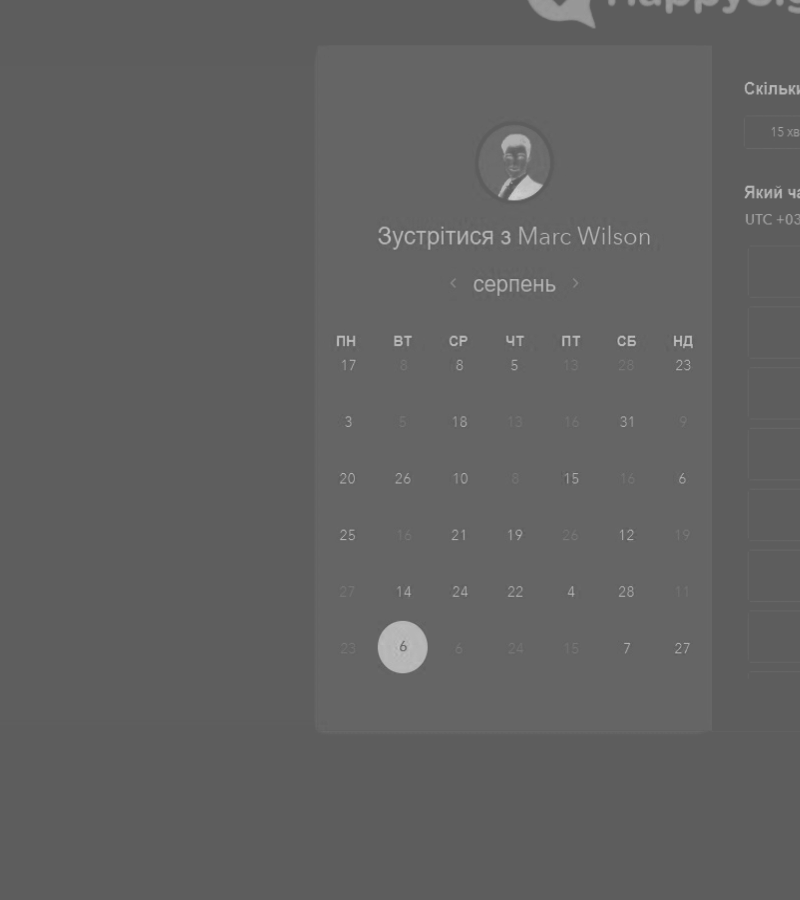 Зустрітися з Marc Wilson
‹ серпень ›
ПН ВТ СР ЧТ ПТ СБ НД
17 8 8 5 13 28 23
3 5 18 13 16 31 9
20 26 10 8 15 16 6
25 16 21 19 26 12 19
27 14 24 22 4 28 11
23 6 6 24 15 7 27
Скільки
15 хв
Який ча
UTC +03